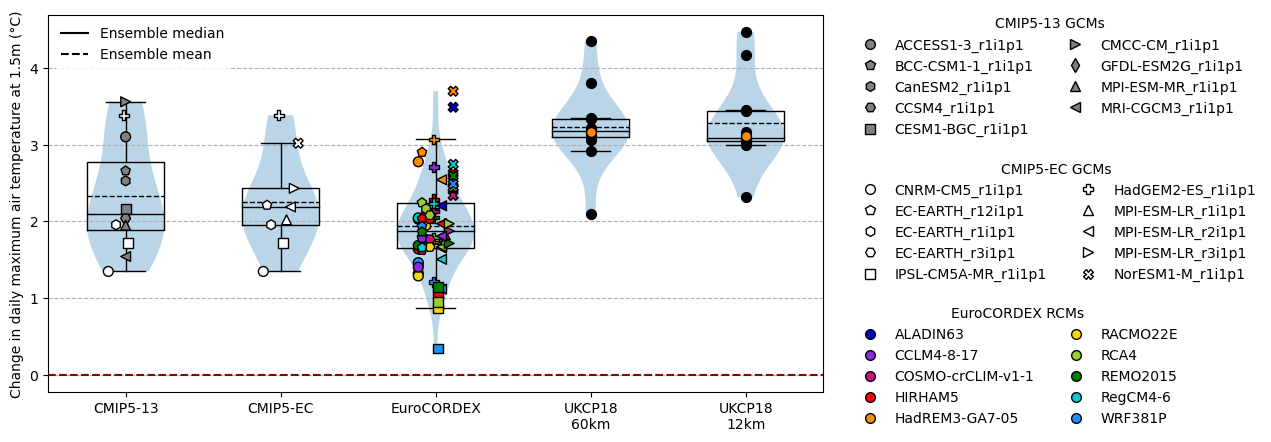 Change in daily maximum air temperature at 1.5m (°C)
Ensemble median
Ensemble mean
4
3
2
1
0
CMIP5-13
CMIP5-EC
EuroCORDEX
UKCP18
60km
UKCP18
12km
CMIP5-13 GCMs
ACCESS1-3_r1i1p1
BCC-CSM1-1_r1i1p1
CanESM2_r1i1p1
CCSM4_r1i1p1
CESM1-BGC_r1i1p1
CMCC-CM_r1i1p1
GFDL-ESM2G_r1i1p1
MPI-ESM-MR_r1i1p1
MRI-CGCM3_r1i1p1
CMIP5-EC GCMs
CNRM-CM5_r1i1p1
EC-EARTH_r12i1p1
EC-EARTH_r1i1p1
EC-EARTH_r3i1p1
IPSL-CM5A-MR_r1i1p1
HadGEM2-ES_r1i1p1
MPI-ESM-LR_r1i1p1
MPI-ESM-LR_r2i1p1
MPI-ESM-LR_r3i1p1
NorESM1-M_r1i1p1
EuroCORDEX RCMs
ALADIN63
CCLM4-8-17
COSMO-crCLIM-v1-1
HIRHAM5
HadREM3-GA7-05
RACMO22E
RCA4
REMO2015
RegCM4-6
WRF381P